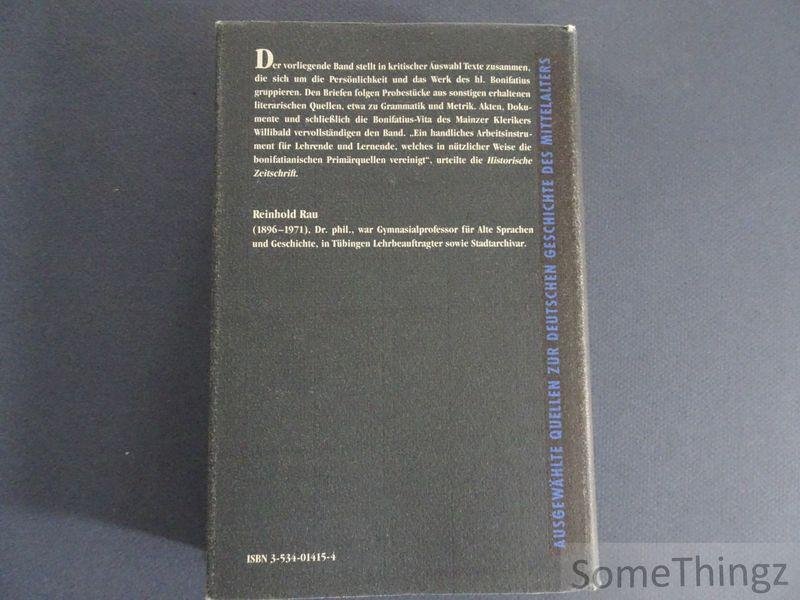 Der vorliegende Band stellt in kritischer Auswahl Texte zusammen,
die sich um die Persönlichkeit und das Werk des hl. Bonifatius
gruppieren. Den Briefen folgen Probestücke aus sonstigen erhaltenen
literarischen Quellen, etwa zu Grammatik und Metrik. Akten, Doku-
mente und schließlich die Bonifatius-Vita des Mainzer Klerikers
Willibald vervollständigen den Band. „Ein handliches Arbeitsinstru-
ment für Lehrende und Lernende, welches in nützlicher Weise die
bonifatianischen Primärquellen vereinigt“, urteilte die Historische
Zeitschrift.
Reinhold Rau
(1896–1971), Dr. phil., war Gymnasialprofessor für Alte Sprachen
und Geschichte, in Tübingen Lehrbeauftragter sowie Stadtarchivar.
ISBN 3-534-01415-4
AUSGEWÄHLTE QUELLEN ZUR DEUTSCHEN GESCHICHTE DES MITTELALTERS
SomeThingz